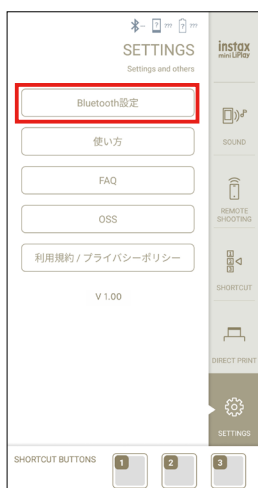 -- ? ??? ? ???
SETTINGS
Settings and others
instax
mini LiPlay
Bluetooth設定
使い方
FAQ
OSS
利用規約 / プライバシーポリシー
V 1.00
SOUND
REMOTE
SHOOTING
SHORTCUT
DIRECT PRINT
SETTINGS
SHORTCUT BUTTONS
1
2
3